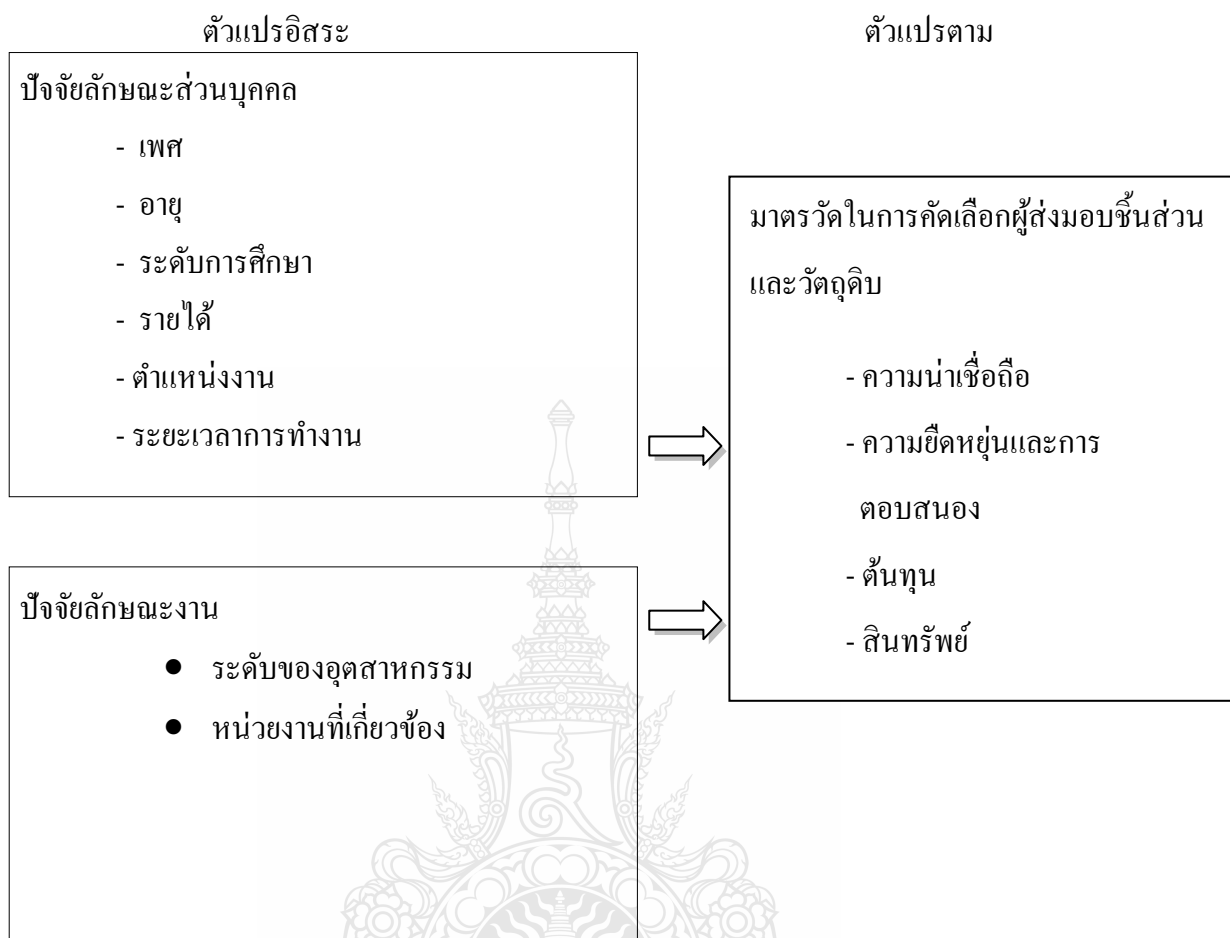 ตัวแปรอิสระ
ตัวแปรตาม
ปัจจัยลักษณะส่วนบุคคล
- เพศ
- อายุ
- ระดับการศึกษา
- รายได้
- ตำแหน่งงาน
- ระยะเวลาการทำงาน
ปัจจัยลักษณะงาน
● ระดับของอุตสาหกรรม
● หน่วยงานที่เกี่ยวข้อง
มาตรวัดในการคัดเลือกผู้ส่งมอบชิ้นส่วน
และวัตถุดิบ
- ความน่าเชื่อถือ
- ความยืดหยุ่นและการ
ตอบสนอง
- ต้นทุน
- สินทรัพย์